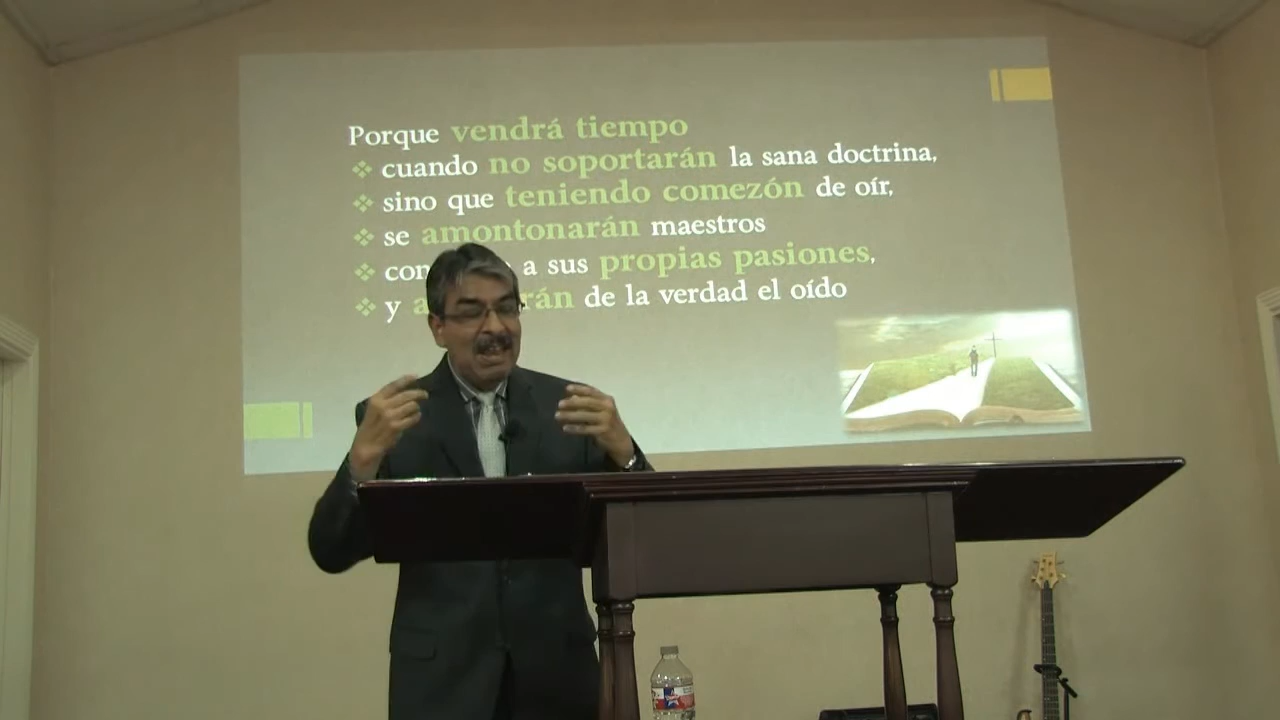 Porque vendrá tiempo
❖ cuando no soportarán la sana doctrina,
❖ sino que teniendo comezón de oír,
❖ se amontonarán maestros
❖ a sus propias pasiones,
❖ y de la verdad el oído